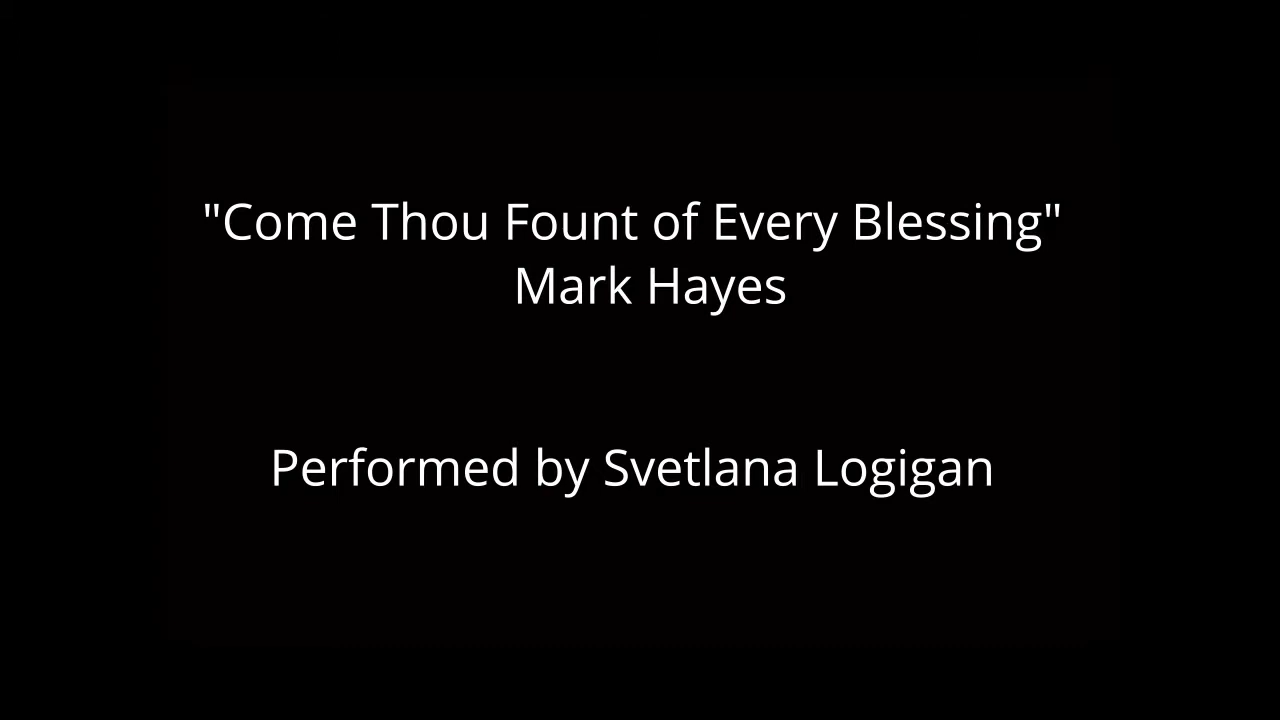 "Come Thou Fount of Every Blessing"
Mark Hayes
Performed by Svetlana Logigan